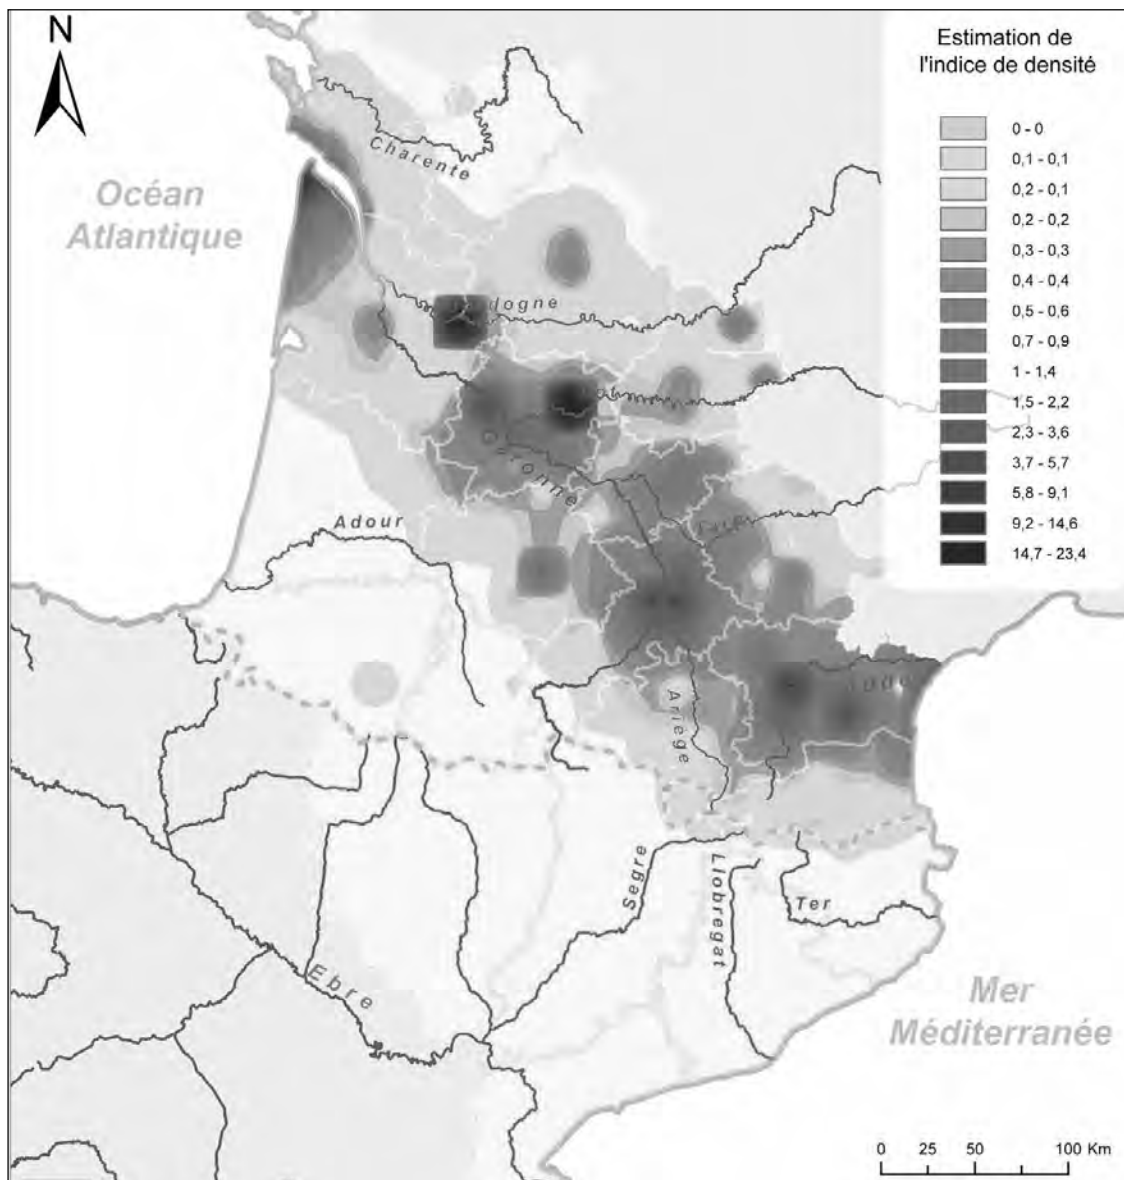 N
Estimation de
l'indice de densité
0 - 0
0,1 - 0,1
0,2 - 0,1
0,2 - 0,2
0,3 - 0,3
0,4 - 0,4
0,5 - 0,6
0,7 - 0,9
1 - 1,4
1,5 - 2,2
2,3 - 3,6
3,7 - 5,7
5,8 - 9,1
9,2 - 14,6
14,7 - 23,4
Charente
Océan
Atlantique
Garonne
Adour
Tarn
Aude
Ariège
Segre
Llobregat
Ter
Ebre
Mer
Méditerranée
0 25 50 100 Km